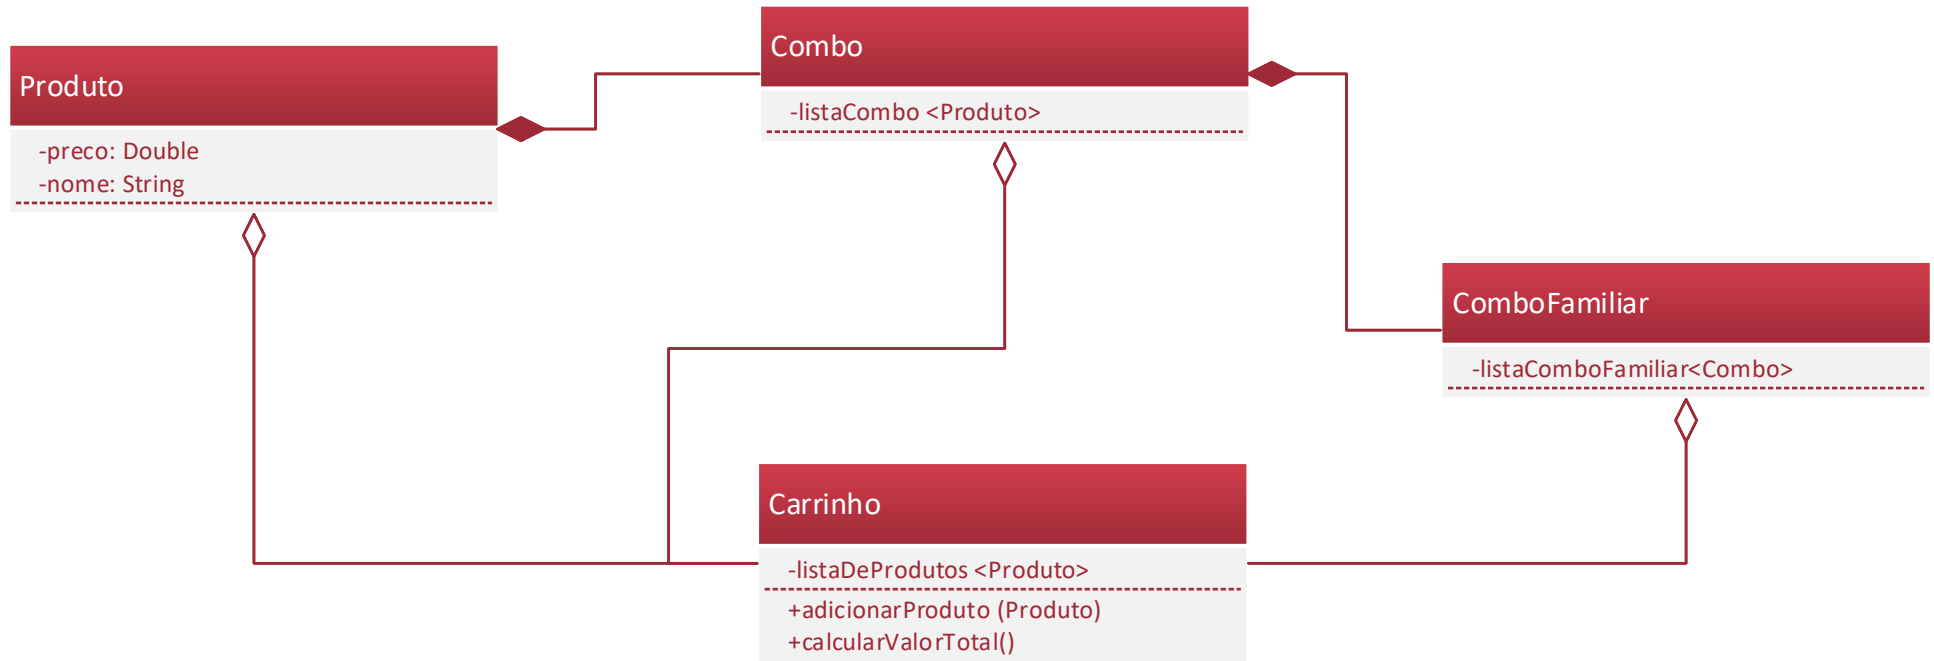 Produto
-preco: Double
-nome: String
Combo
-listaCombo <Produto>
ComboFamiliar
-listaComboFamiliar<Combo>
Carrinho
-listaDeProdutos <Produto>
+adicionarProduto (Produto)
+calcularValorTotal()